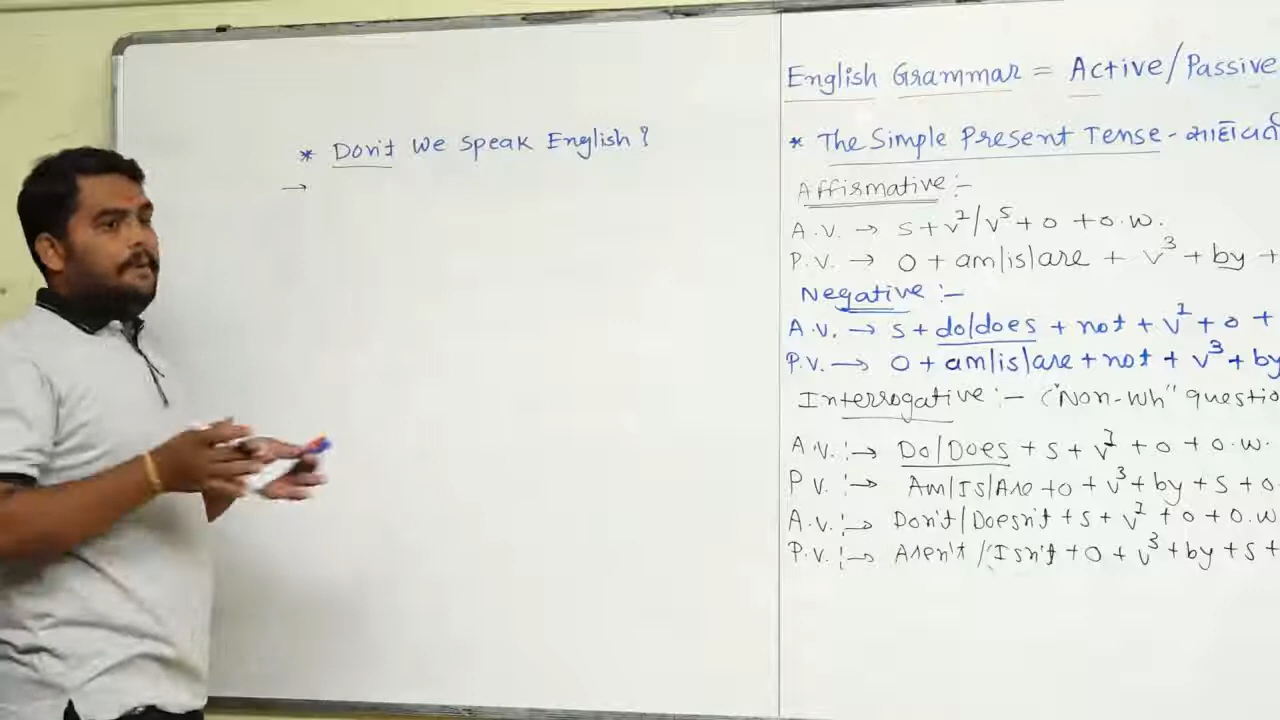 * Don't we speak English ?
→
English Grammar = Active/Passive
* The Simple Present Tense -
Affirmative :-
A.V. → S + V²/V⁵ + O + O.W.
P.V. → O + am/is/are + V³ + by +
Negative :-
A.V. → S + do/does + not + V¹ + O +
P.V. → O + am/is/are + not + V³ + by
Interrogative :- ("Non-Wh" questio
A.V. :→ Do/Does + S + V¹ + O + O.W.
P.V. :→ Am/Is/Are + O + V³ + by + S + O.
A.V. :→ Don't/Doesn't + S + V¹ + O + O.W
P.V. :→ Aren't/Isn't + O + V³ + by + S +